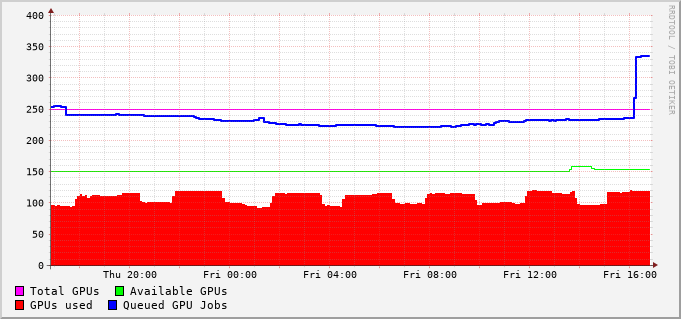 400
350
300
250
200
150
100
50
0
Thu 20:00 Fri 00:00 Fri 04:00 Fri 08:00 Fri 12:00 Fri 16:00
Total GPUs Available GPUs
GPUs used Queued GPU Jobs
RRDTOOL / TOBI OETIKER